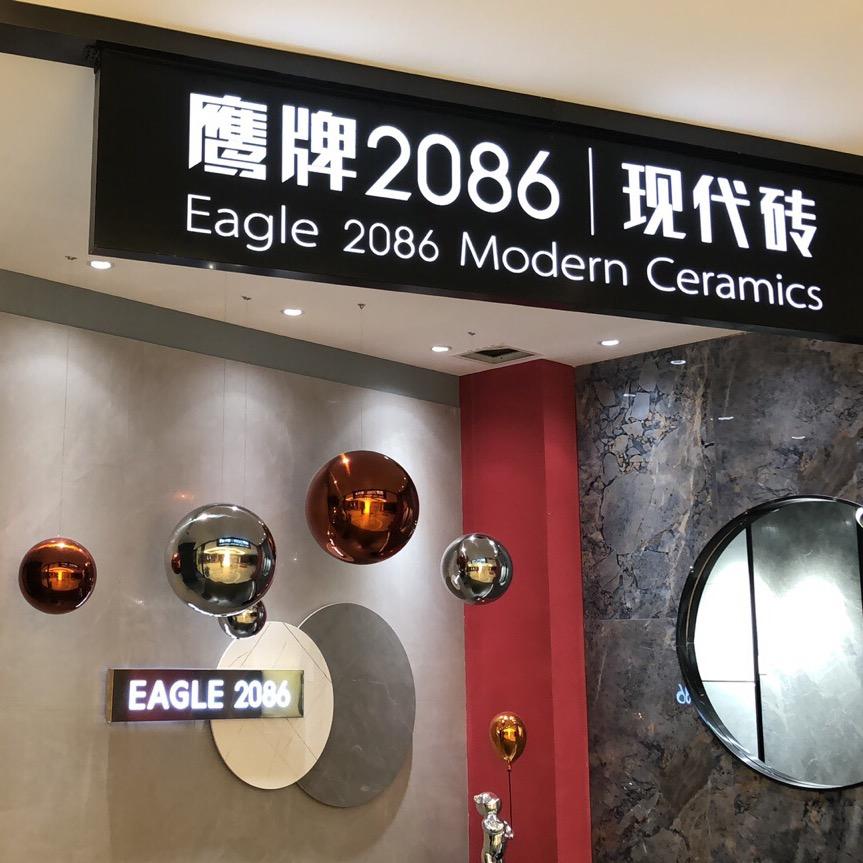 鹰牌2086|现代砖
Eagle 2086 Modern Ceramics
EAGLE 2086